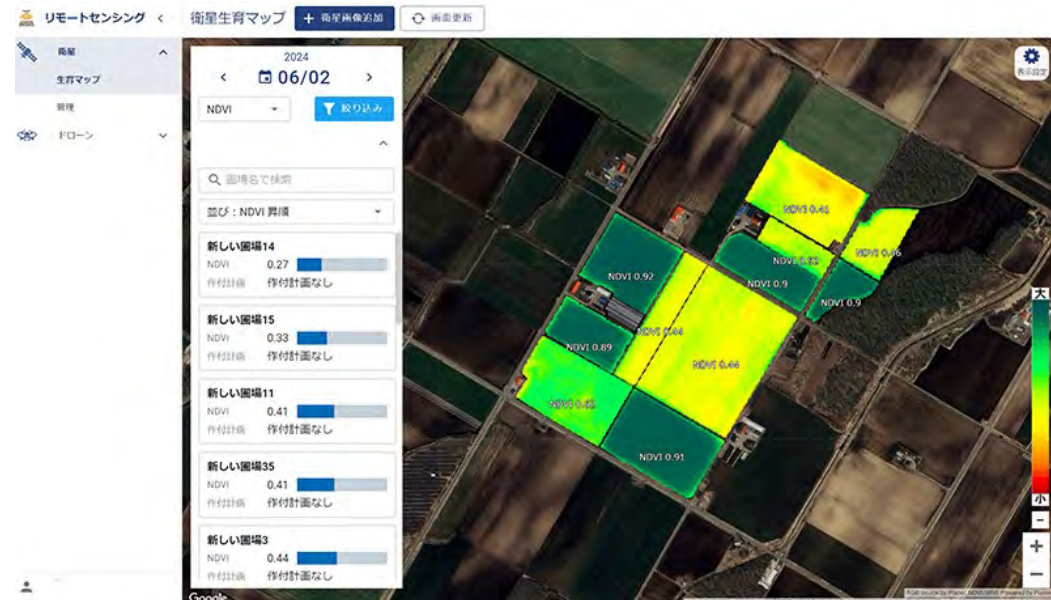 リモートセンシング
衛星
生育マップ
管理
ドローン
衛星生育マップ
+ 衛星画像追加
画面更新
2024
06/02
NDVI
絞り込み
圃場名で検索
並び：NDVI 昇順
新しい圃場14
NDVI 0.27
作付計画 作付計画なし
新しい圃場15
NDVI 0.33
作付計画 作付計画なし
新しい圃場11
NDVI 0.41
作付計画 作付計画なし
新しい圃場35
NDVI 0.41
作付計画 作付計画なし
新しい圃場3
NDVI 0.44
作付計画 作付計画なし
Google
表示設定
NDVI 0.41
NDVI 0.46
NDVI
NDVI 0.9
NDVI 0.9
NDVI 0.92
NDVI 0.44
NDVI 0.89
NDVI 0.44
NDVI
NDVI 0.91
大
小